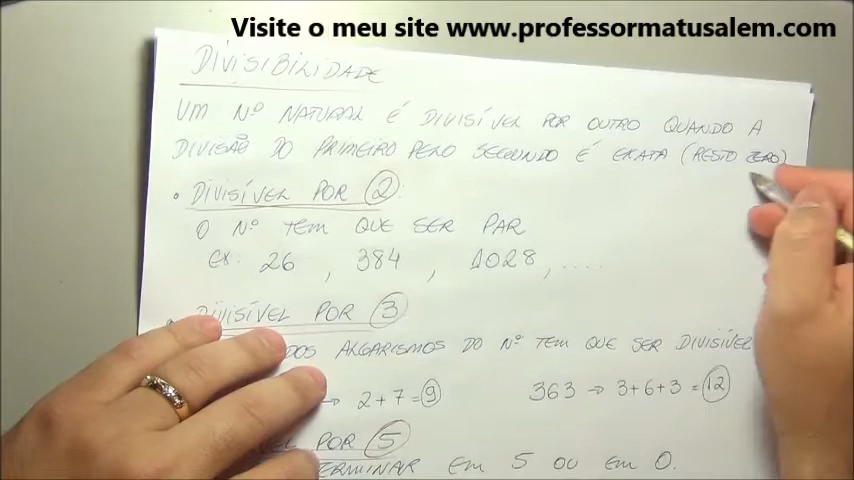 Visite o meu site www.professormatusalem.com
DIVISIBILIDADE
UM Nº NATURAL É DIVISÍVEL POR OUTRO QUANDO A
DIVISÃO DO PRIMEIRO PELO SEGUNDO É EXATA (RESTO ZERO)
• DIVISÍVEL POR 2:
O Nº TEM QUE SER PAR
EX: 26 , 384 , 1028 , ....
DIVISÍVEL POR 3
DOS ALGARISMOS DO Nº TEM QUE SER DIVISÍVEL
→ 2+7=9 363 → 3+6+3=12
POR 5
TERMINAR EM 5 OU EM 0.